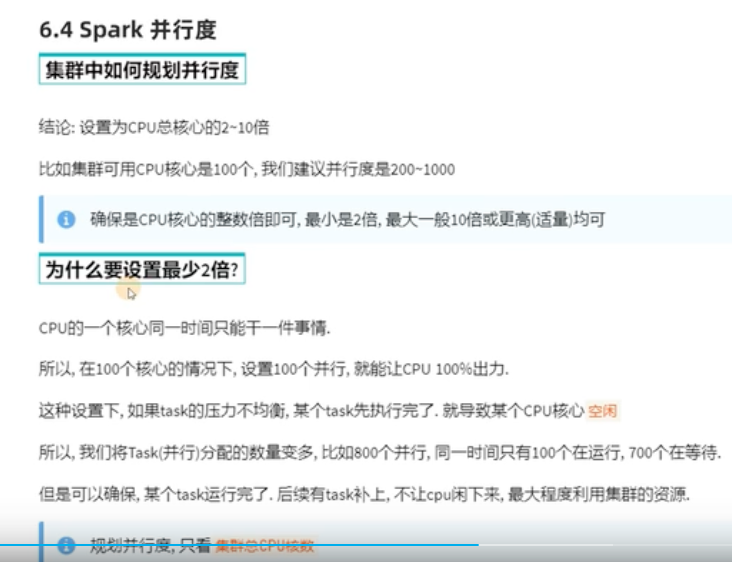 6.4 Spark 并行度
集群中如何规划并行度
结论: 设置为CPU总核心的2~10倍
比如集群可用CPU核心是100个, 我们建议并行度是200~1000
确保是CPU核心的整数倍即可, 最小是2倍, 最大一般10倍或更高(适量)均可
为什么要设置最少2倍?
CPU的一个核心同一时间只能干一件事情.
所以, 在100个核心的情况下, 设置100个并行, 就能让CPU 100%出力.
这种设置下, 如果task的压力不均衡, 某个task先执行完了. 就导致某个CPU核心 空闲
所以, 我们将Task(并行)分配的数量变多, 比如800个并行, 同一时间只有100个在运行, 700个在等待.
但是可以确保, 某个task运行完了. 后续有task补上, 不让cpu闲下来, 最大程度利用集群的资源.
规划并行度, 只看 集群总CPU核数